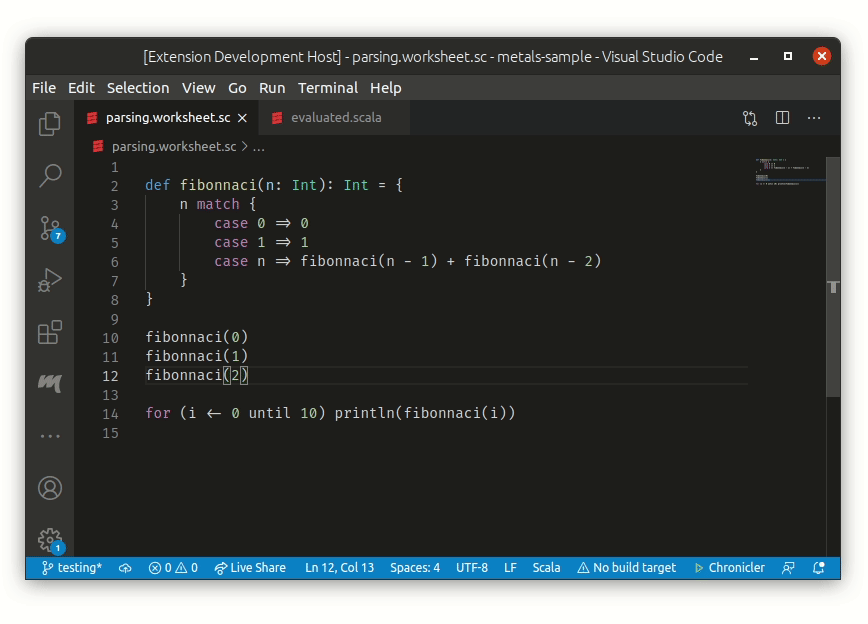 [Extension Development Host] - parsing.worksheet.sc - metals-sample - Visual Studio Code
File Edit Selection View Go Run Terminal Help
parsing.worksheet.sc evaluated.scala
parsing.worksheet.sc > ...
1
2 def fibonnaci(n: Int): Int = {
3     n match {
4         case 0 ⇒ 0
5         case 1 ⇒ 1
6         case n ⇒ fibonnaci(n - 1) + fibonnaci(n - 2)
7     }
8 }
9
10 fibonnaci(0)
11 fibonnaci(1)
12 fibonnaci(2)
13
14 for (i ← 0 until 10) println(fibonnaci(i))
15
7
1
testing* 0 0 Live Share Ln 12, Col 13 Spaces: 4 UTF-8 LF Scala No build target Chronicler